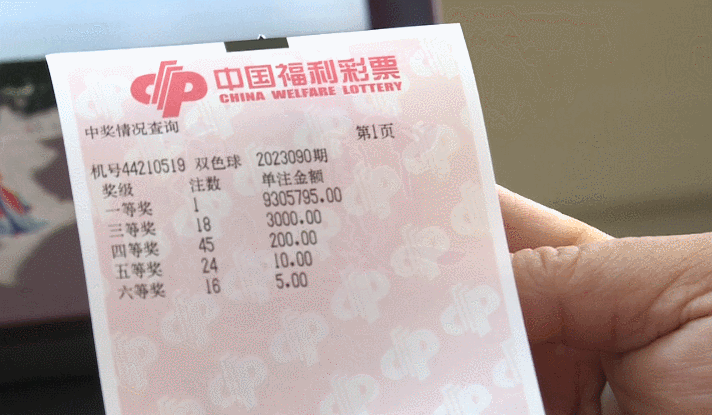 中国福利彩票
CHINA WELFARE LOTTERY
中奖情况查询 第1页
机号44210519 双色球 2023090期
奖级 注数 单注金额
一等奖 1 9305795.00
三等奖 18 3000.00
四等奖 45 200.00
五等奖 24 10.00
六等奖 16 5.00